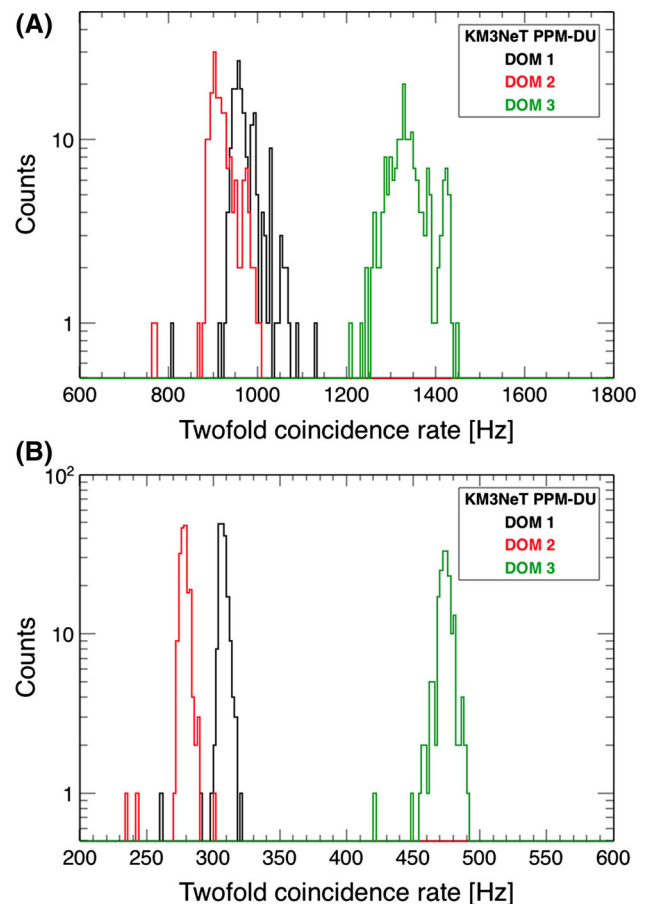 (A)
KM3NeT PPM-DU
DOM 1
DOM 2
DOM 3
10
1
Counts
600 800 1000 1200 1400 1600 1800
Twofold coincidence rate [Hz]
(B)
10²
KM3NeT PPM-DU
DOM 1
DOM 2
DOM 3
10
1
Counts
200 250 300 350 400 450 500 550 600
Twofold coincidence rate [Hz]